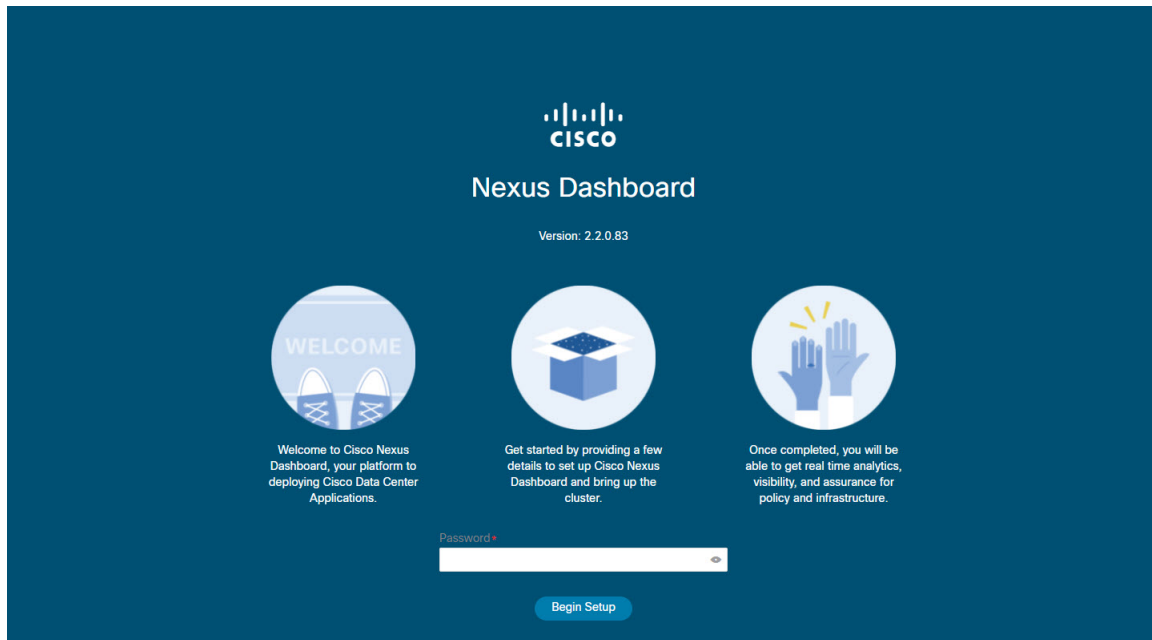 CISCO
Nexus Dashboard
Version: 2.2.0.83
WELCOME
Welcome to Cisco Nexus
Dashboard, your platform to
deploying Cisco Data Center
Applications.
Get started by providing a few
details to set up Cisco Nexus
Dashboard and bring up the
cluster.
Once completed, you will be
able to get real time analytics,
visibility, and assurance for
policy and infrastructure.
Password *
Begin Setup